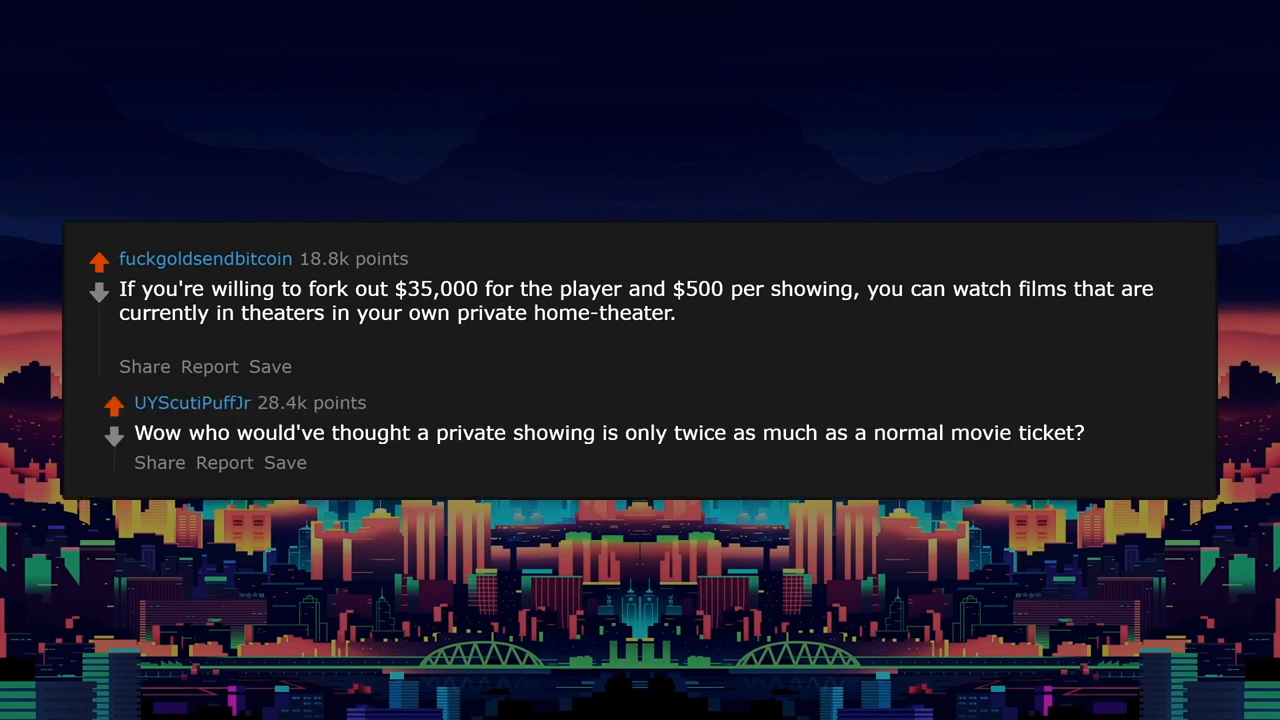 fuckgoldsendbitcoin 18.8k points
If you're willing to fork out $35,000 for the player and $500 per showing, you can watch films that are
currently in theaters in your own private home-theater.
Share Report Save
UYScutiPuffJr 28.4k points
Wow who would've thought a private showing is only twice as much as a normal movie ticket?
Share Report Save